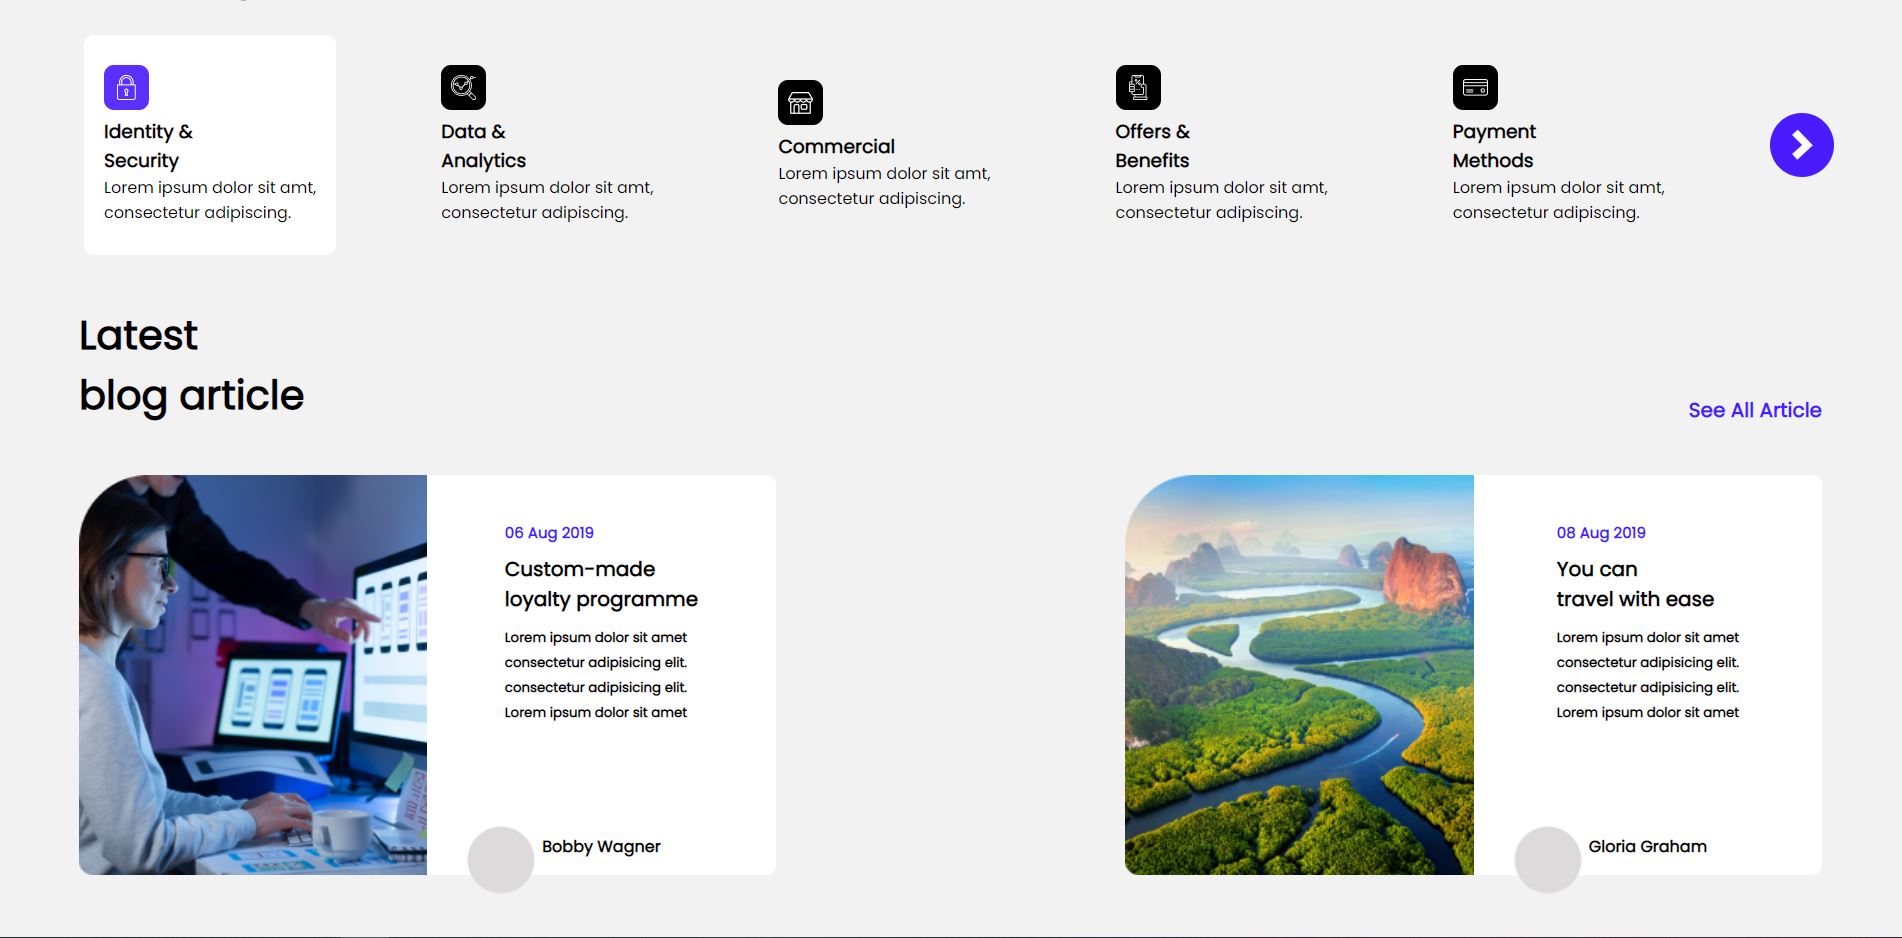 Identity &
Security
Lorem ipsum dolor sit amt,
consectetur adipiscing.
Data &
Analytics
Lorem ipsum dolor sit amt,
consectetur adipiscing.
Commercial
Lorem ipsum dolor sit amt,
consectetur adipiscing.
Offers &
Benefits
Lorem ipsum dolor sit amt,
consectetur adipiscing.
Payment
Methods
Lorem ipsum dolor sit amt,
consectetur adipiscing.
Latest
blog article
See All Article
06 Aug 2019
Custom-made
loyalty programme
Lorem ipsum dolor sit amet
consectetur adipisicing elit.
consectetur adipisicing elit.
Lorem ipsum dolor sit amet
Bobby Wagner
08 Aug 2019
You can
travel with ease
Lorem ipsum dolor sit amet
consectetur adipisicing elit.
consectetur adipisicing elit.
Lorem ipsum dolor sit amet
Gloria Graham